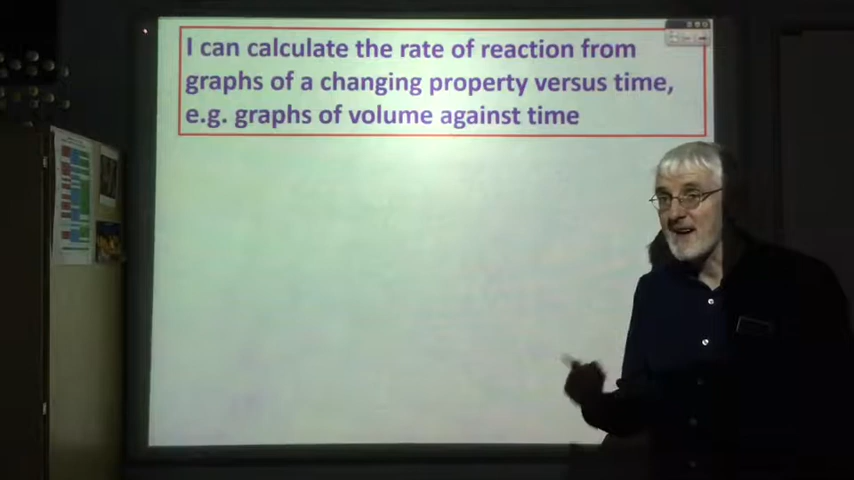 I can calculate the rate of reaction from
graphs of a changing property versus time,
e.g. graphs of volume against time